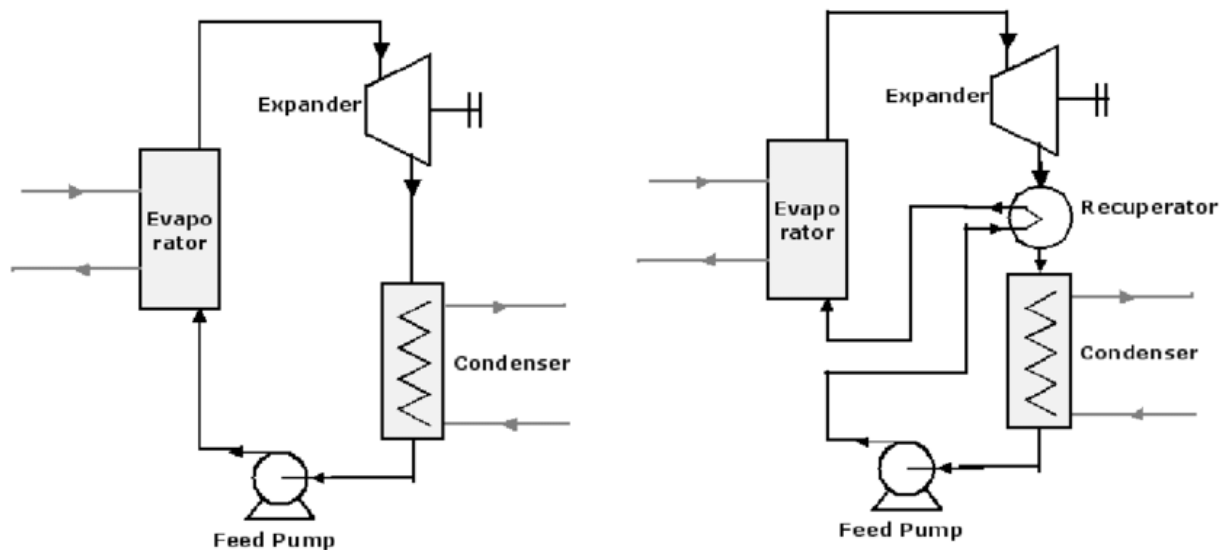 Expander
Evapo
rator
Condenser
Feed Pump
Expander
Evapo
rator
Recuperator
Condenser
Feed Pump